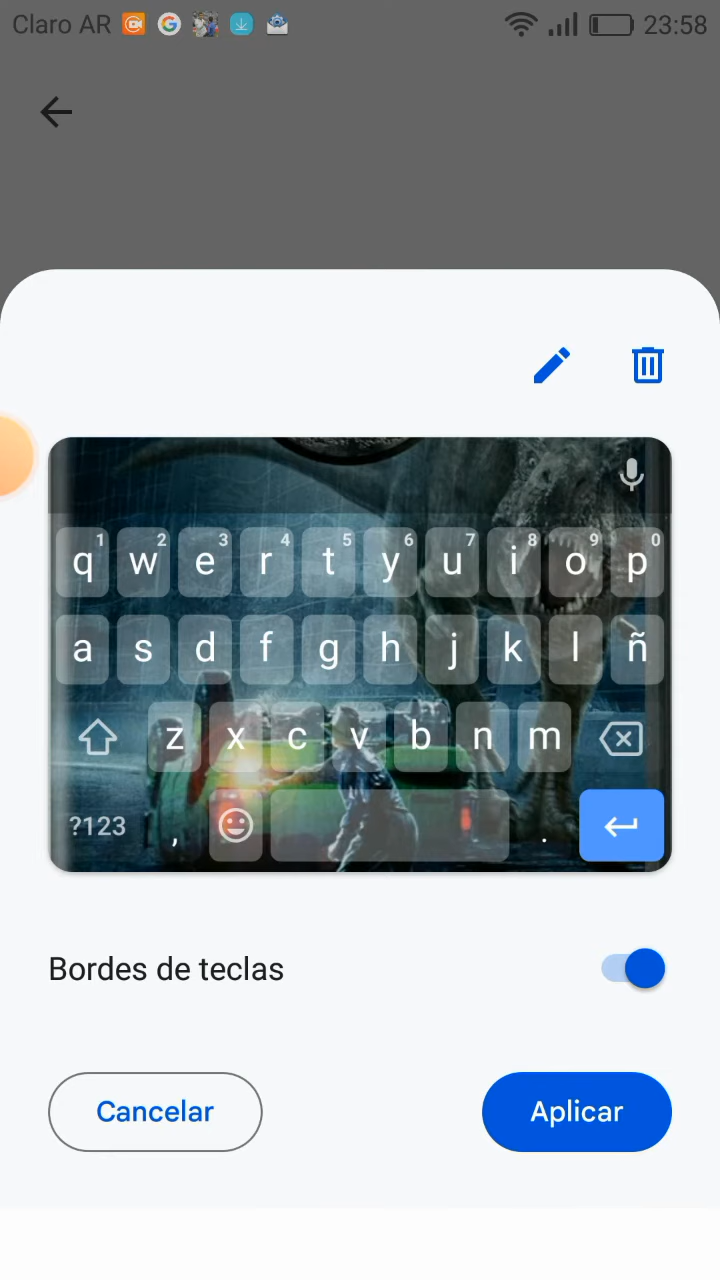 Claro AR 23:58
1 2 3 4 5 6 7 8 9 0
q w e r t y u i o p
a s d f g h j k l ñ
z x c v b n m
?123 , .
Bordes de teclas
Cancelar Aplicar